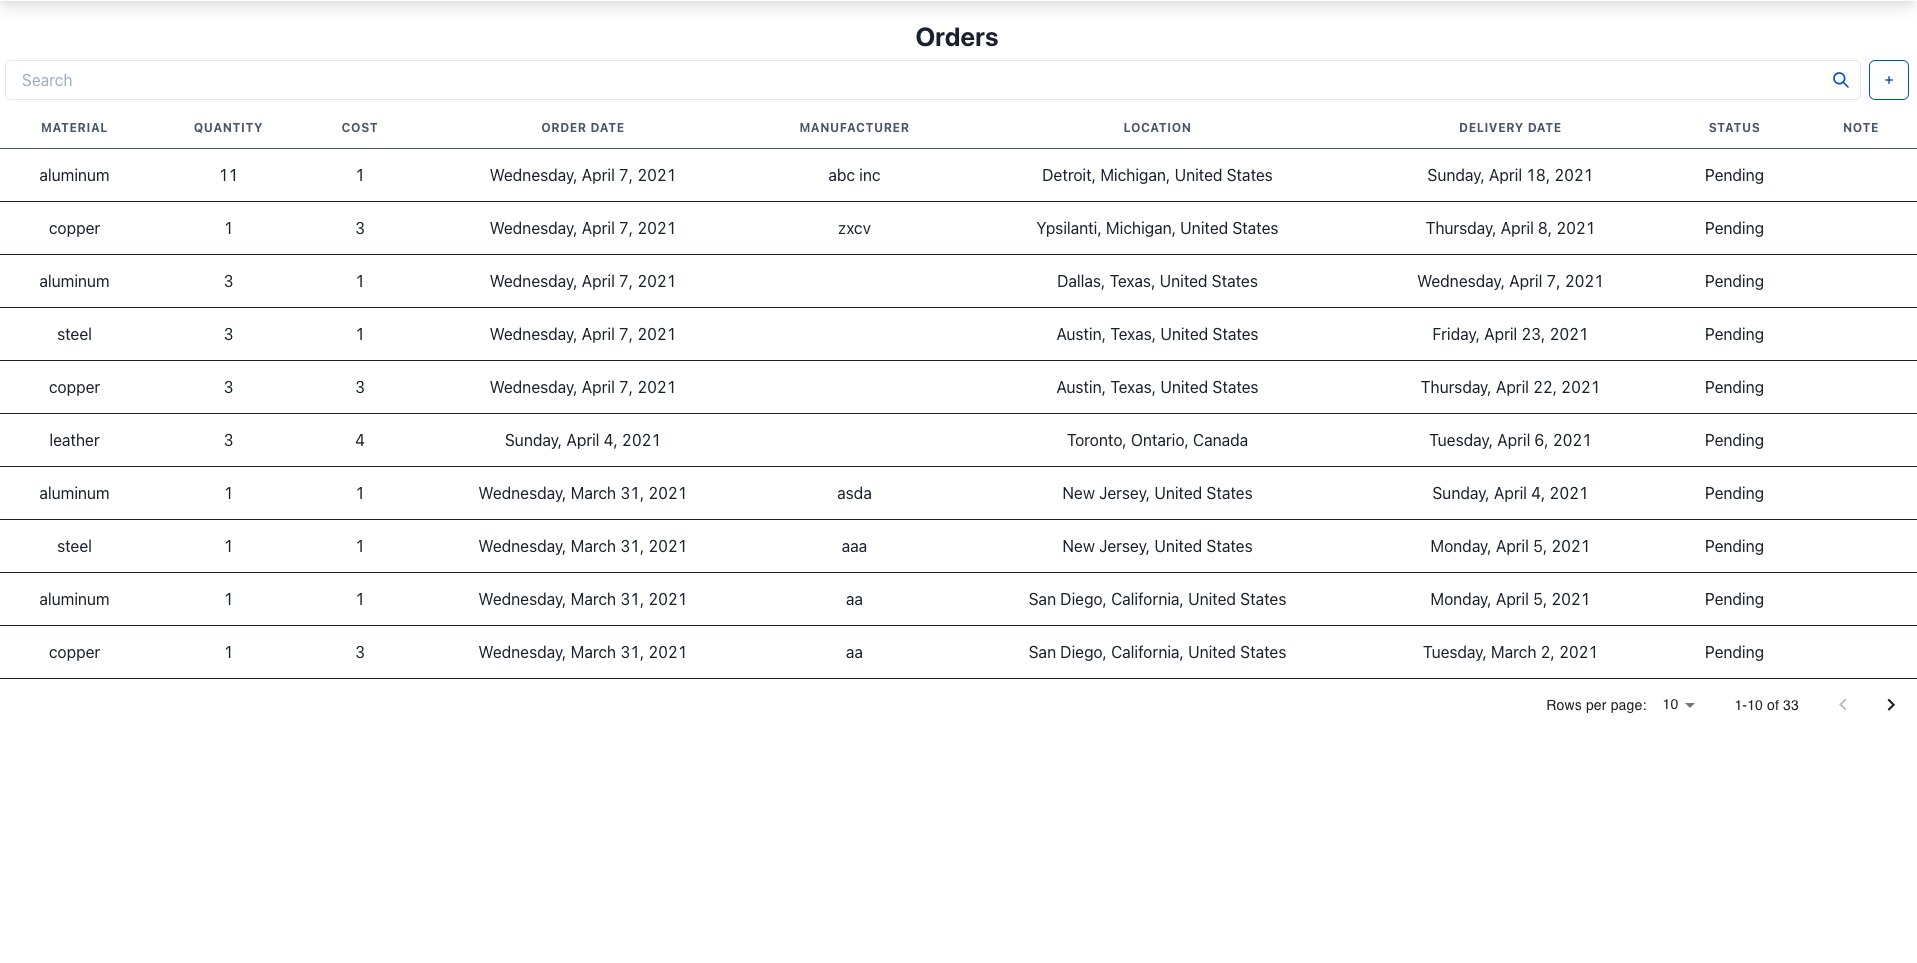 Orders
Search +
MATERIAL QUANTITY COST ORDER DATE MANUFACTURER LOCATION DELIVERY DATE STATUS NOTE
aluminum 11 1 Wednesday, April 7, 2021 abc inc Detroit, Michigan, United States Sunday, April 18, 2021 Pending
copper 1 3 Wednesday, April 7, 2021 zxcv Ypsilanti, Michigan, United States Thursday, April 8, 2021 Pending
aluminum 3 1 Wednesday, April 7, 2021 Dallas, Texas, United States Wednesday, April 7, 2021 Pending
steel 3 1 Wednesday, April 7, 2021 Austin, Texas, United States Friday, April 23, 2021 Pending
copper 3 3 Wednesday, April 7, 2021 Austin, Texas, United States Thursday, April 22, 2021 Pending
leather 3 4 Sunday, April 4, 2021 Toronto, Ontario, Canada Tuesday, April 6, 2021 Pending
aluminum 1 1 Wednesday, March 31, 2021 asda New Jersey, United States Sunday, April 4, 2021 Pending
steel 1 1 Wednesday, March 31, 2021 aaa New Jersey, United States Monday, April 5, 2021 Pending
aluminum 1 1 Wednesday, March 31, 2021 aa San Diego, California, United States Monday, April 5, 2021 Pending
copper 1 3 Wednesday, March 31, 2021 aa San Diego, California, United States Tuesday, March 2, 2021 Pending
Rows per page: 10 1-10 of 33